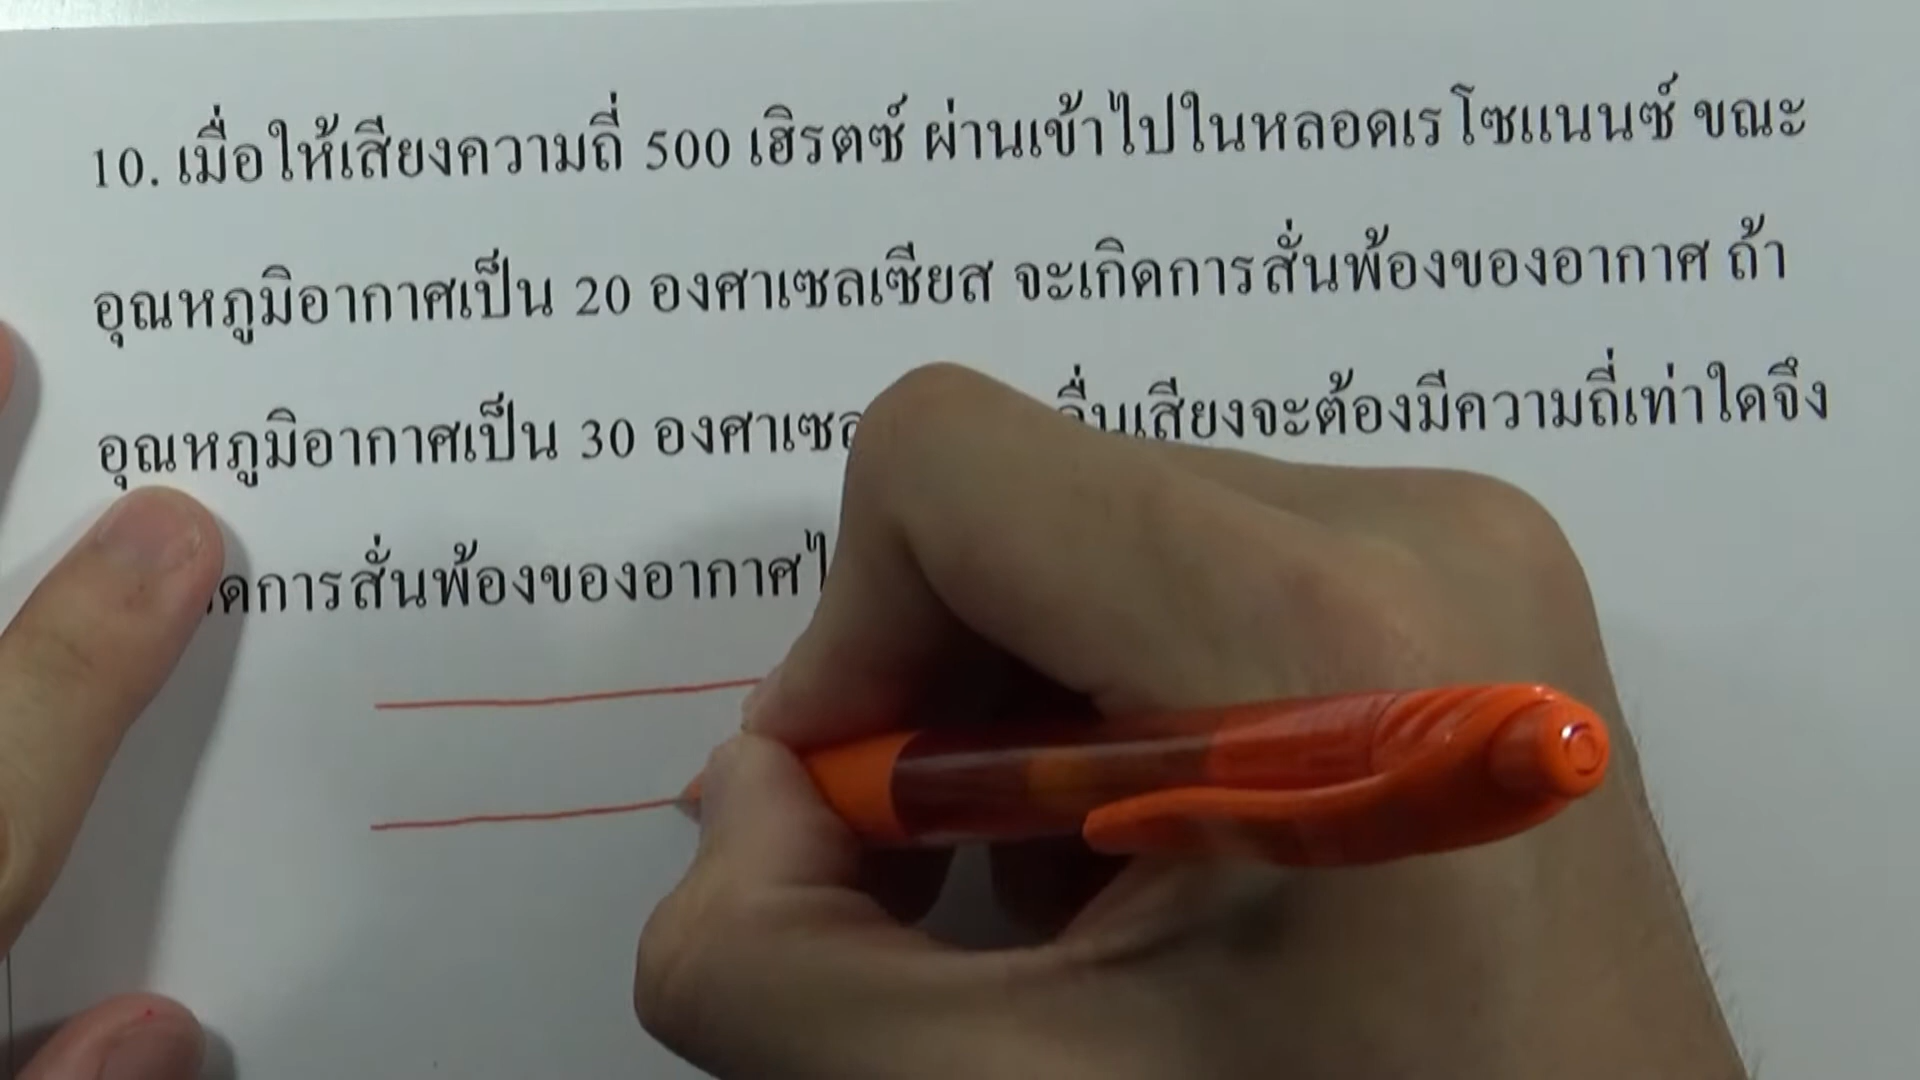 10. เมื่อให้เสียงความถี่ 500 เฮิรตซ์ ผ่านเข้าไปในหลอดเรโซแนนซ์ ขณะ
อุณหภูมิอากาศเป็น 20 องศาเซลเซียส จะเกิดการสั่นพ้องของอากาศ ถ้า
อุณหภูมิอากาศเป็น 30 เสียงจะต้องมีความถี่เท่าใดจึง
การสั่นพ้องของอากาศ